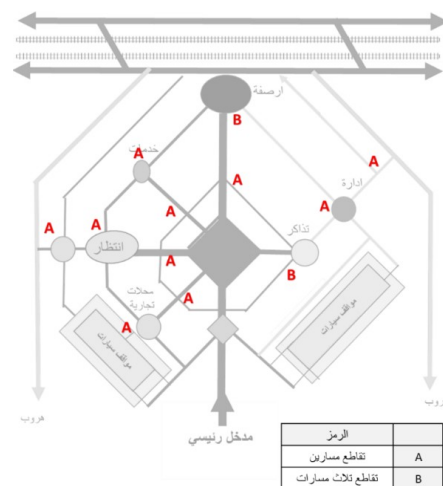 ارصفة
B
خدمات
A
A
A
ادارة
A
A
تذاكر
A
A
انتظار
A
B
محلات
تجارية
A
A
مواقف سيارات
مواقف سيارات
هروب
هروب
مدخل رئيسي
الرمز
تقاطع مسارين
A
تقاطع ثلاث مسارات
B